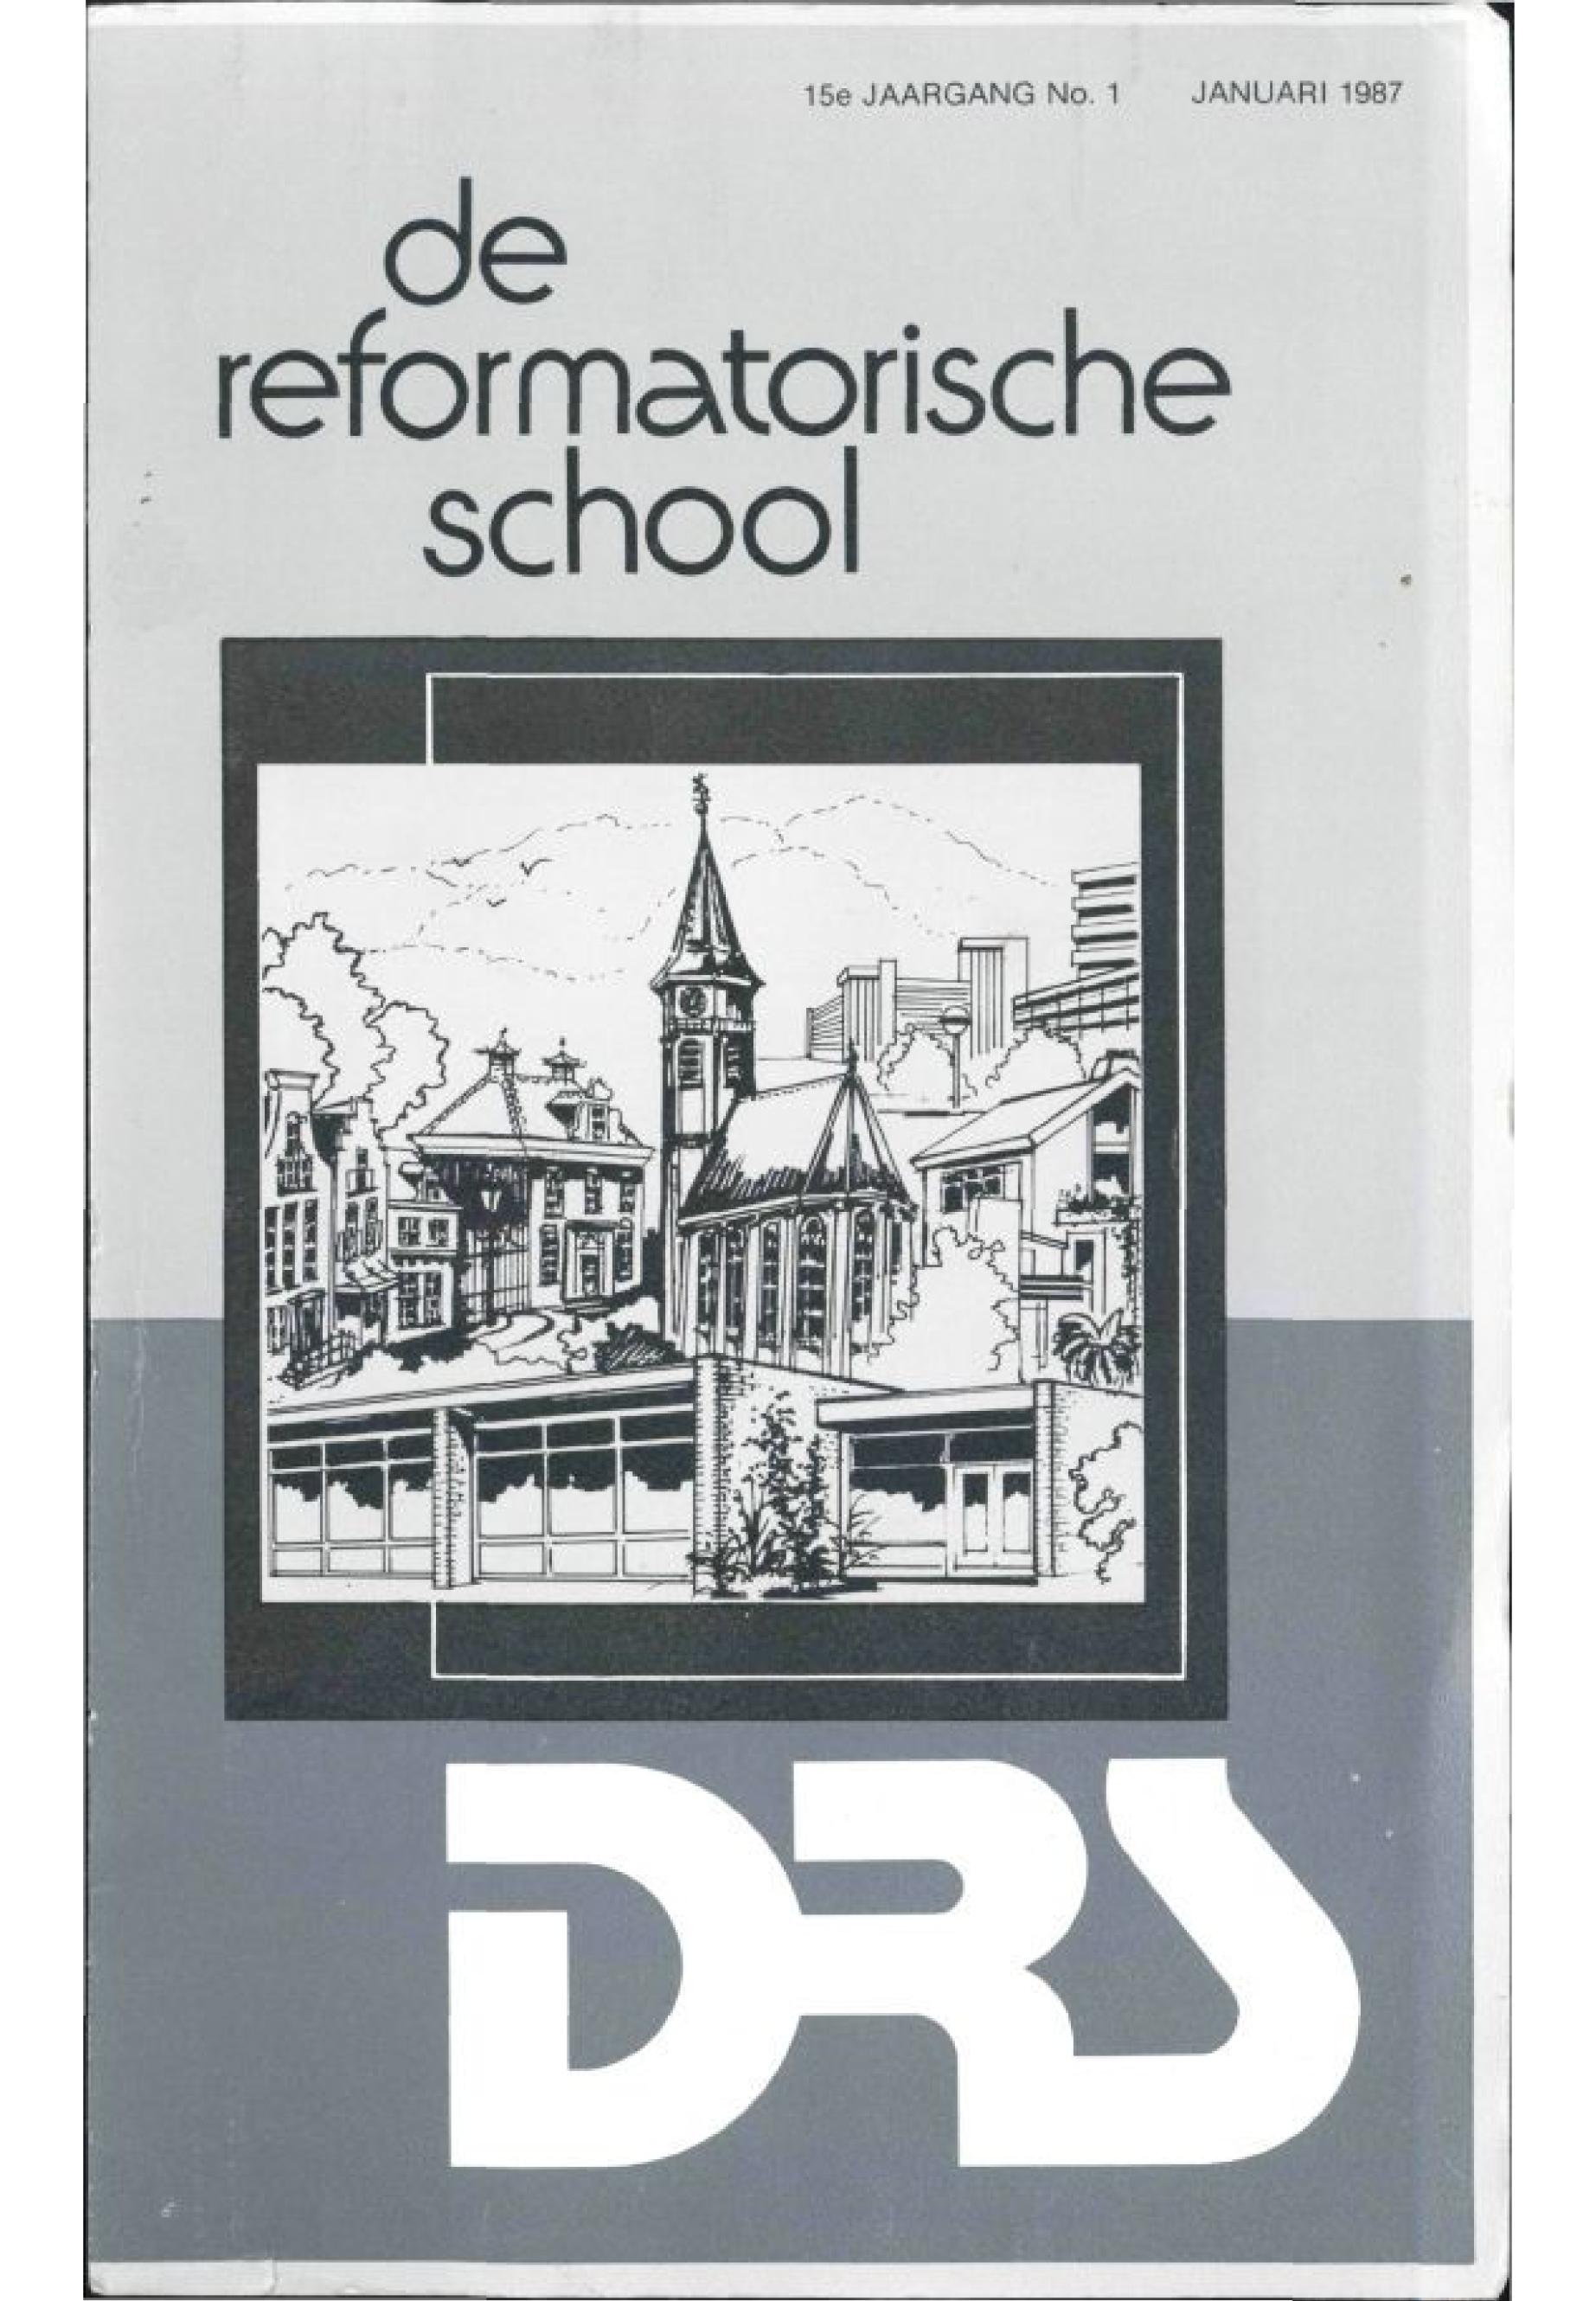 15e JAARGANG No. 1 JANUARI 1987
de
reformatorische
school
DRS